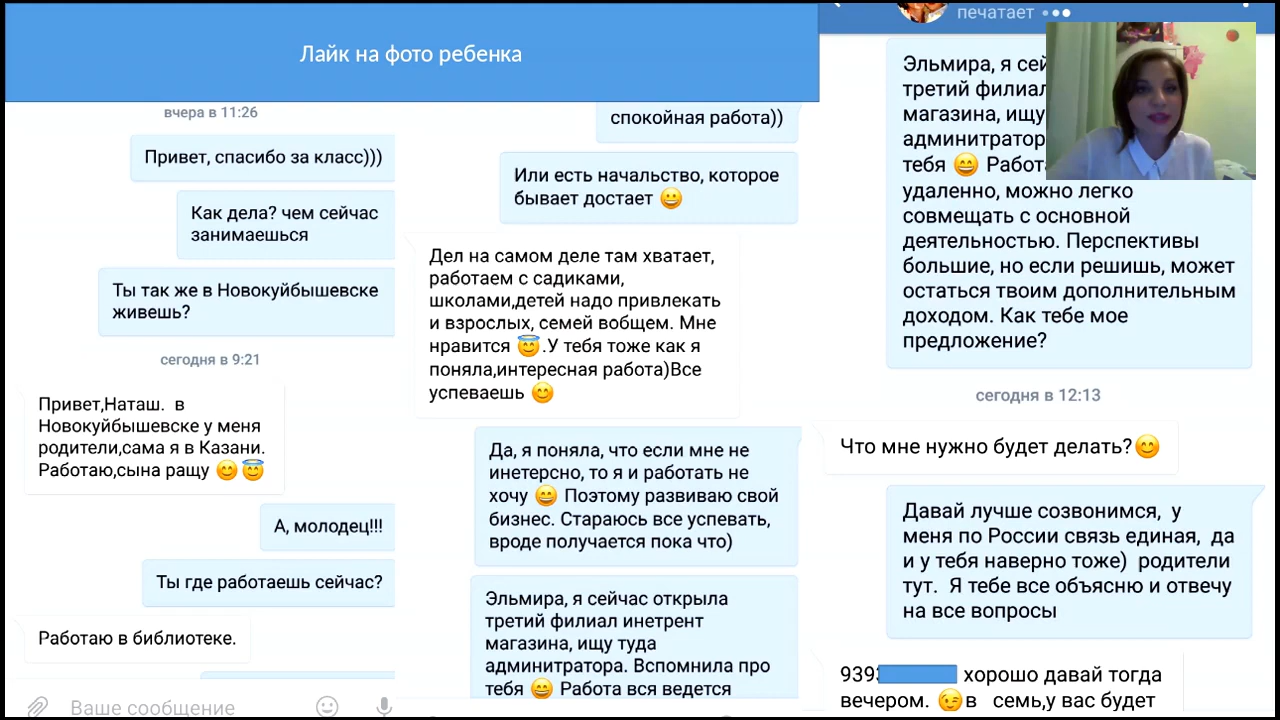 Лайк на фото ребенка
вчера в 11:26
Привет, спасибо за класс)))
Как дела? чем сейчас
занимаешься
Ты так же в Новокуйбышевске
живешь?
сегодня в 9:21
Привет,Наташ. в
Новокуйбышевске у меня
родители,сама я в Казани.
Работаю,сына ращу 😊😇
А, молодец!!!
Ты где работаешь сейчас?
Работаю в библиотеке.
Ваше сообщение
спокойная работа))
Или есть начальство, которое
бывает достает 😀
Дел на самом деле там хватает,
работаем с садиками,
школами,детей надо привлекать
и взрослых, семей вобщем. Мне
нравится 😇.У тебя тоже как я
поняла,интересная работа)Все
успеваешь 😊
Да, я поняла, что если мне не
инетерсно, то я и работать не
хочу 😄 Поэтому развиваю свой
бизнес. Стараюсь все успевать,
вроде получается пока что)
Эльмира, я сейчас открыла
третий филиал инетрент
магазина, ищу туда
админитратора. Вспомнила про
тебя 😄 Работа вся ведется
печатает
Эльмира, я сей
третий филиал
магазина, ищу
админитратор
тебя 😄 Работ
удаленно, можно легко
совмещать с основной
деятельностью. Перспективы
большие, но если решишь, может
остаться твоим дополнительным
доходом. Как тебе мое
предложение?
сегодня в 12:13
Что мне нужно будет делать?😊
Давай лучше созвонимся, у
меня по России связь единая, да
и у тебя наверно тоже) родители
тут. Я тебе все объясню и отвечу
на все вопросы
939 хорошо давай тогда
вечером. 😉в семь,у вас будет